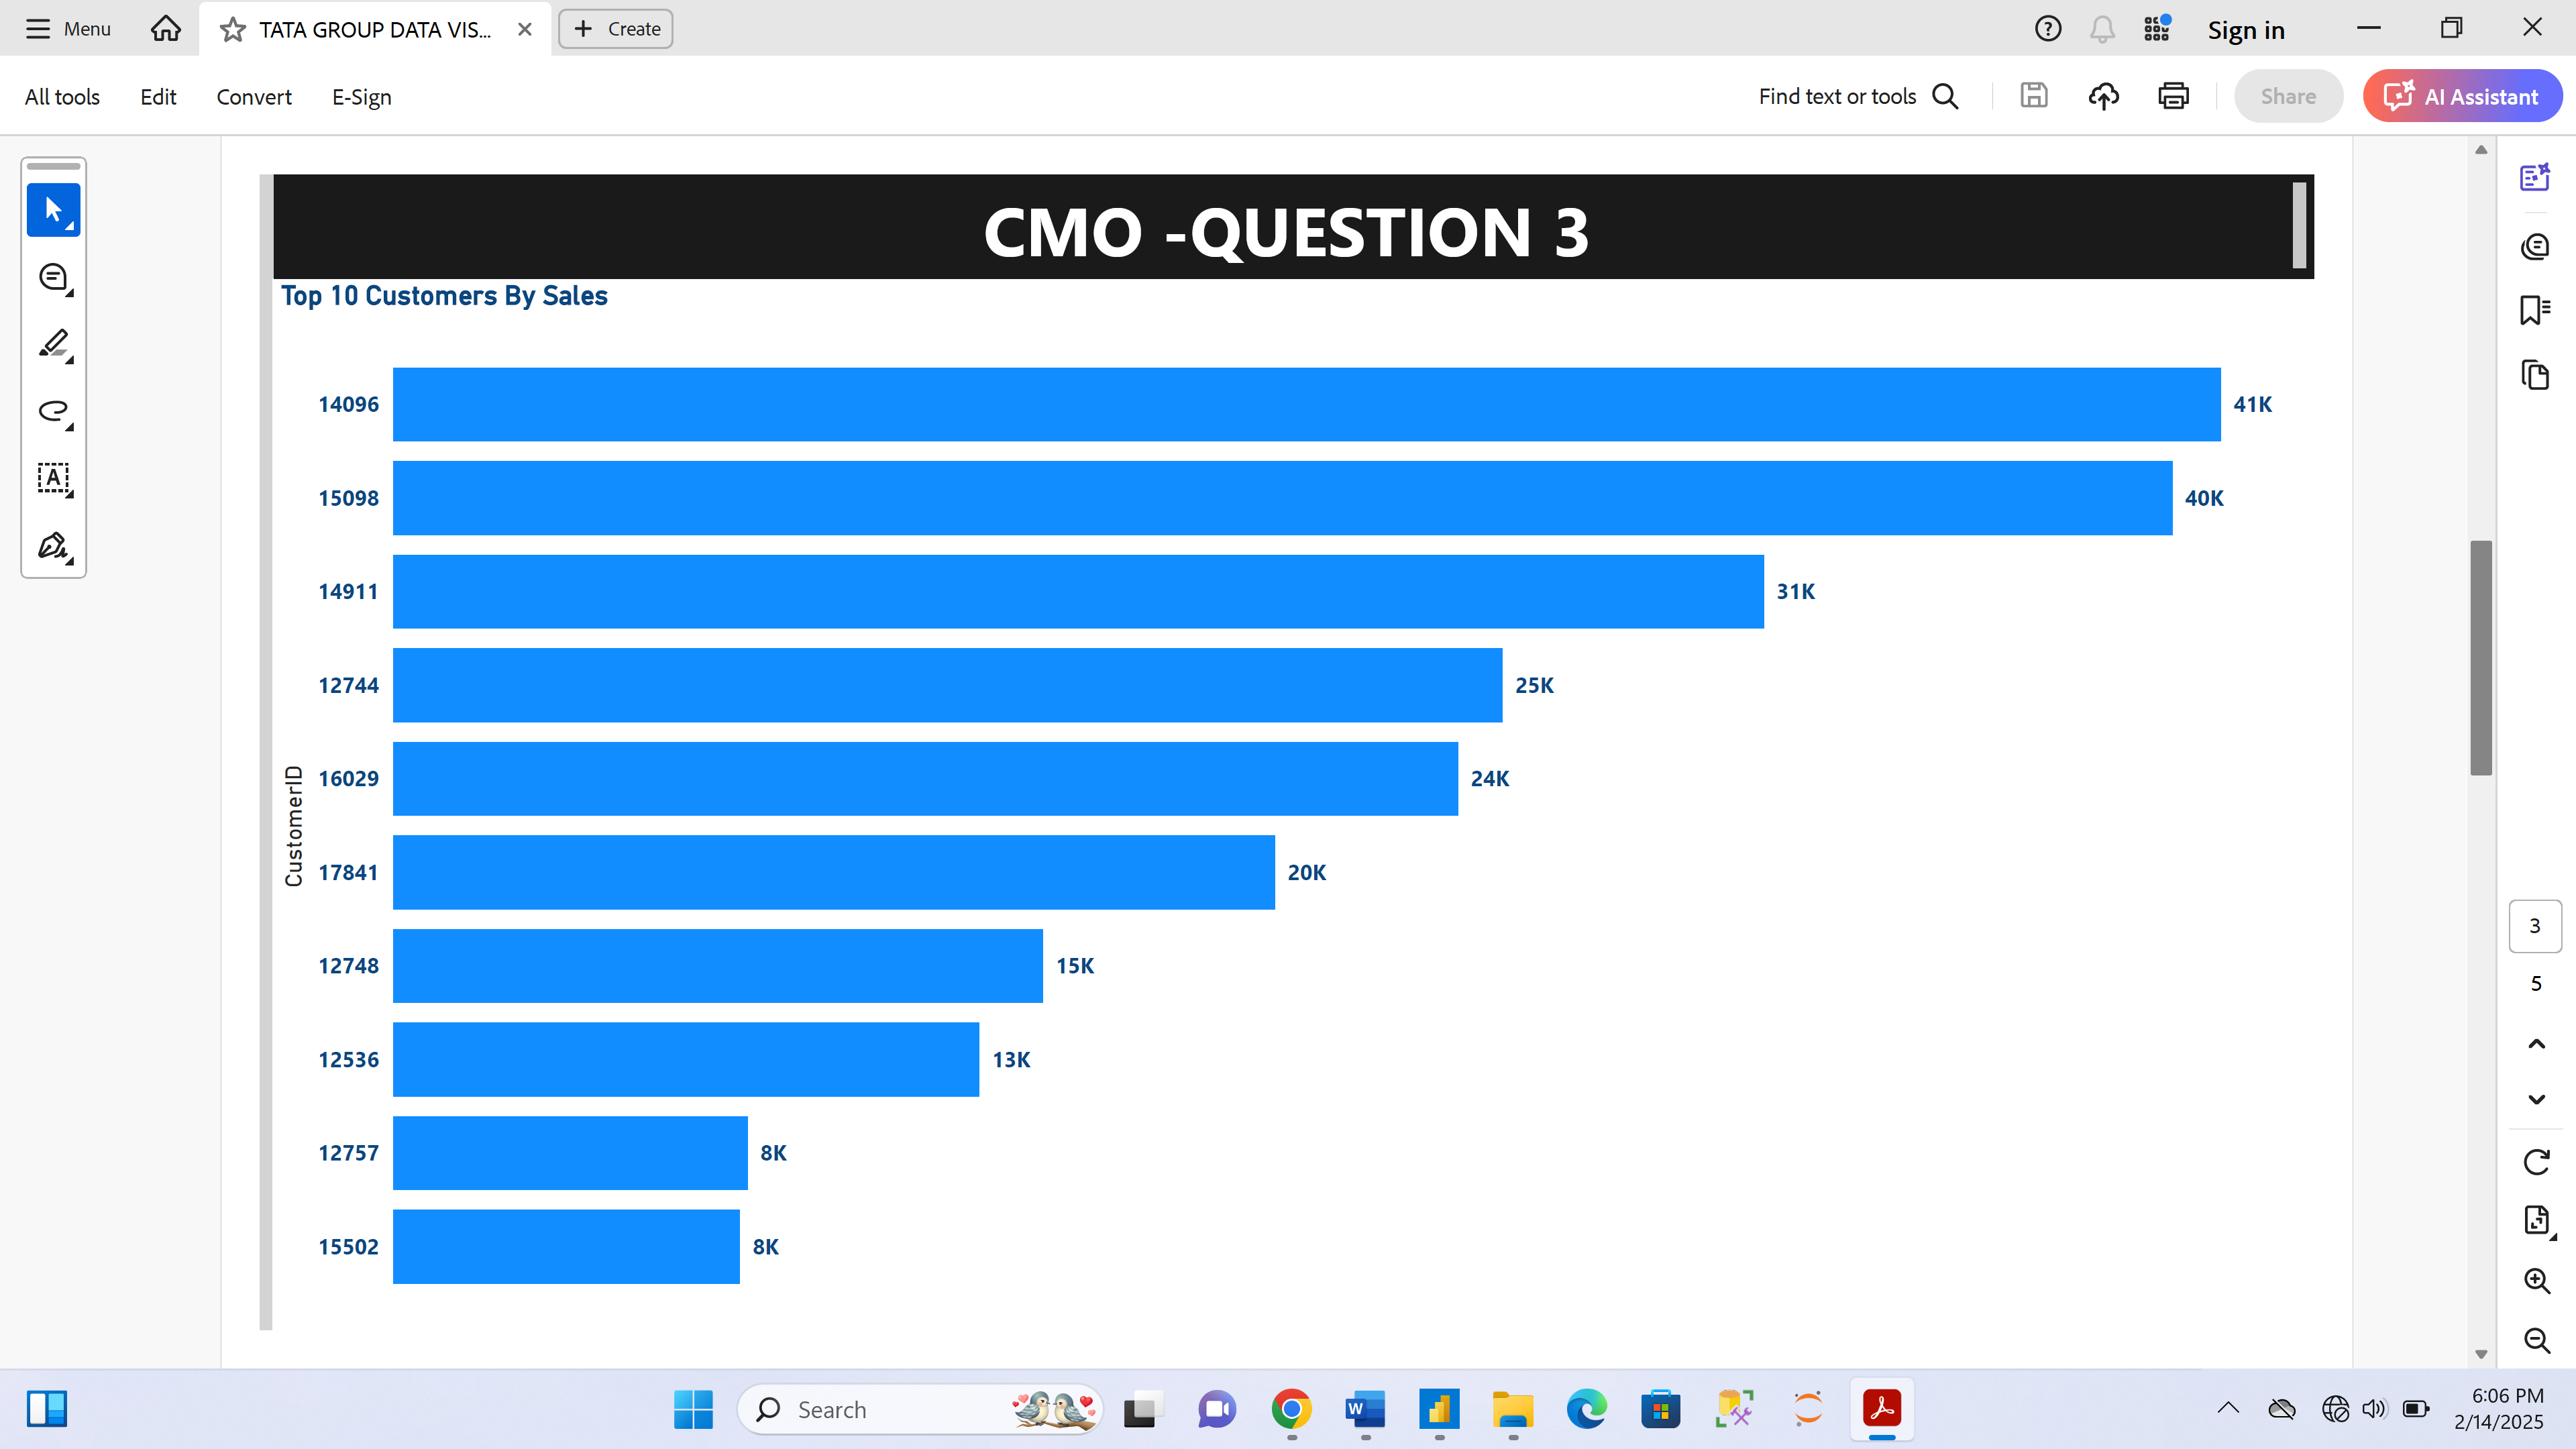 Menu
TATA GROUP DATA VIS...
Create
Sign in
All tools
Edit
Convert
E-Sign
Find text or tools
Share
AI Assistant
CMO -QUESTION 3
Top 10 Customers By Sales
CustomerID
14096 41K
15098 40K
14911 31K
12744 25K
16029 24K
17841 20K
12748 15K
12536 13K
12757 8K
15502 8K
3
5
Search
6:06 PM
2/14/2025